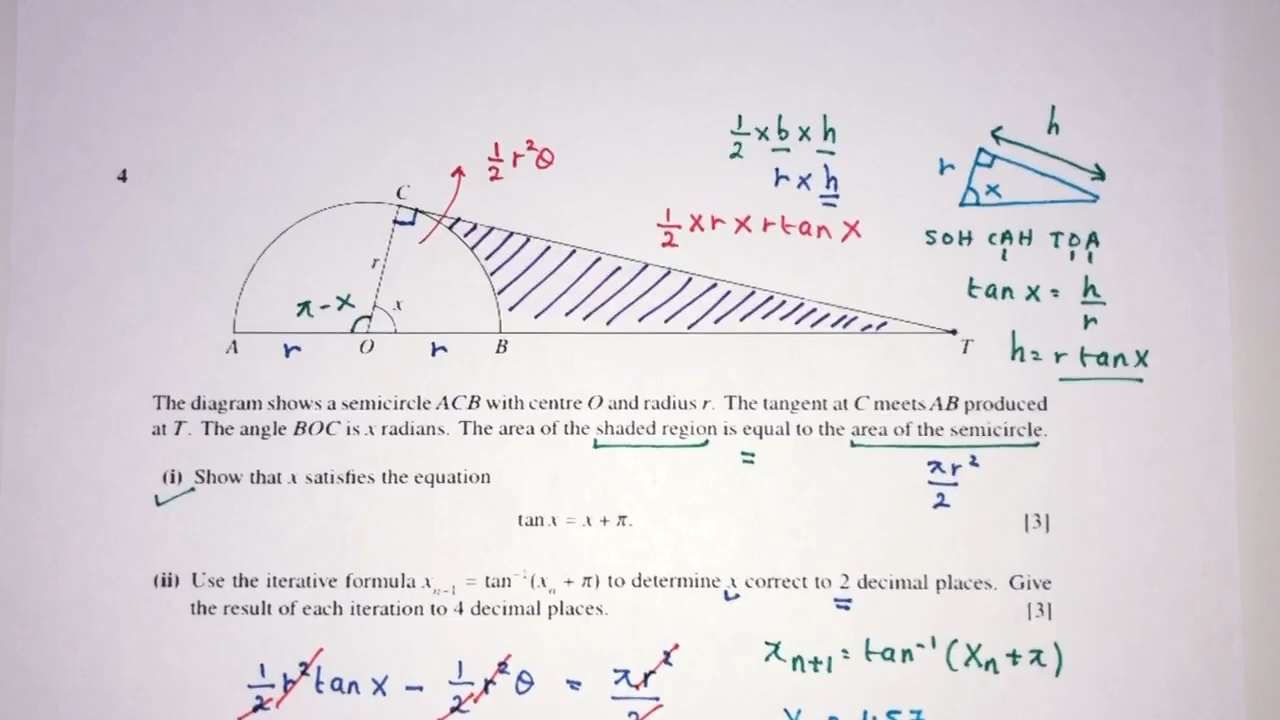 4
C
r
x
π-x
A
r
O
r
B
T
½r²θ
½ x b x h
r x h
½ x r x r tan x
h
r
x
SOH CAH TOA
tan x = h/r
h = r tan x
The diagram shows a semicircle ACB with centre O and radius r. The tangent at C meets AB produced
at T. The angle BOC is x radians. The area of the shaded region is equal to the area of the semicircle.
=
πr²/2
(i) Show that x satisfies the equation
tan x = x + π. [3]
(ii) Use the iterative formula xₙ₋₁ = tan⁻¹(xₙ + π) to determine x correct to 2 decimal places. Give
the result of each iteration to 4 decimal places. [3]
½r² tan x - ½r²θ = πr²/2
xₙ₊₁ = tan⁻¹(xₙ+π)